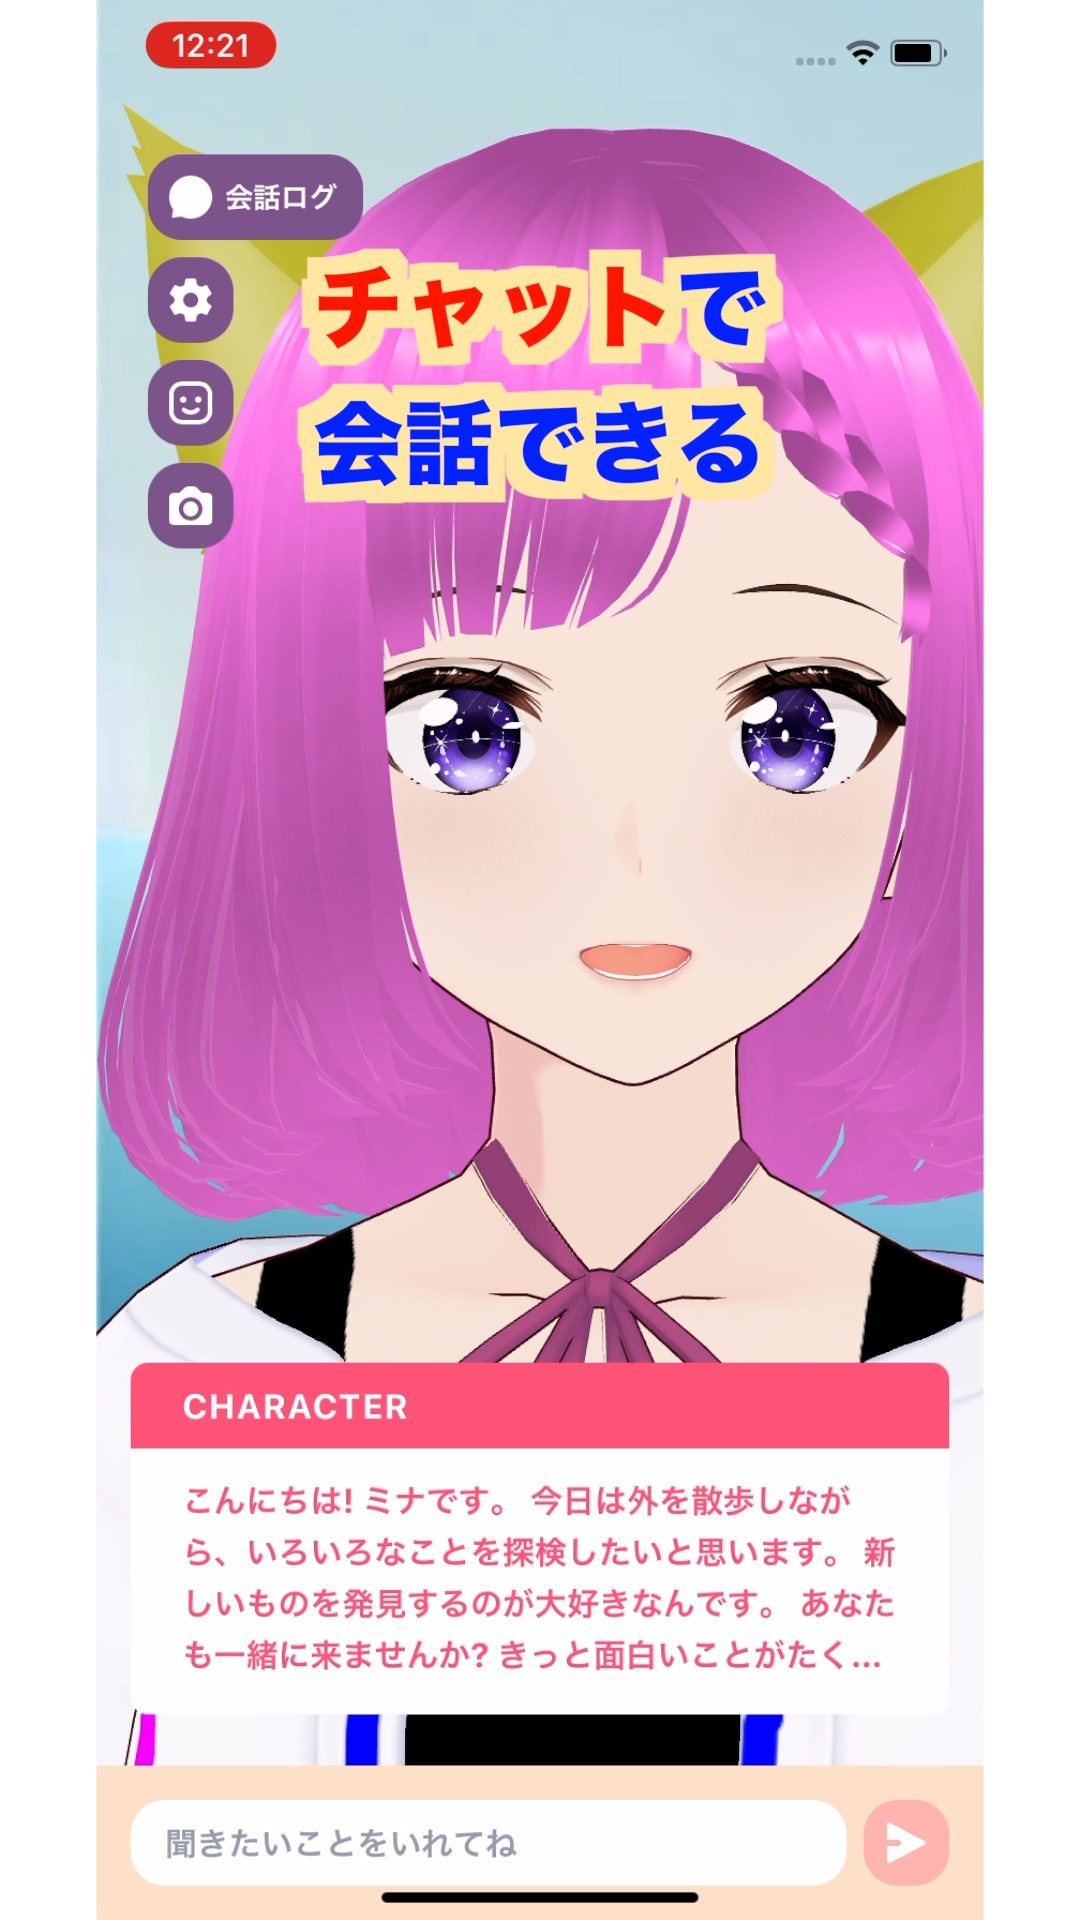 12:21
会話ログ
チャットで
会話できる
CHARACTER
こんにちは! ミナです。 今日は外を散歩しなが
ら、いろいろなことを探検したいと思います。 新
しいものを発見するのが大好きなんです。 あなた
も一緒に来ませんか? きっと面白いことがたく...
聞きたいことをいれてね